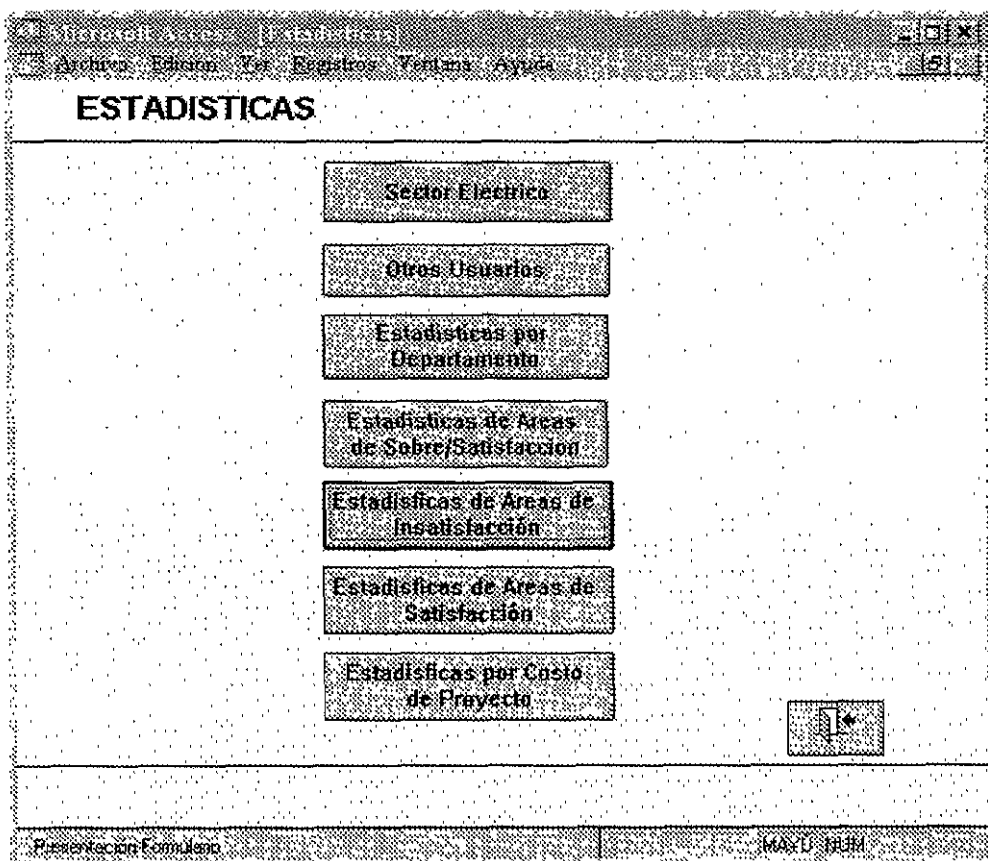 Microsoft Access - [Estadisticas]
Archivo Edición Ver Registros Ventana Ayuda
ESTADISTICAS
Sector Electrico
Otros Usuarios
Estadisticas por
Departamento
Estadisticas de Areas
de Sobre/Satisfaccion
Estadisticas de Areas de
Insatisfacción
Estadisticas de Areas de
Satisfacción
Estadisticas por Costo
de Proyecto
Presentación Formulario
MAYÚ NUM